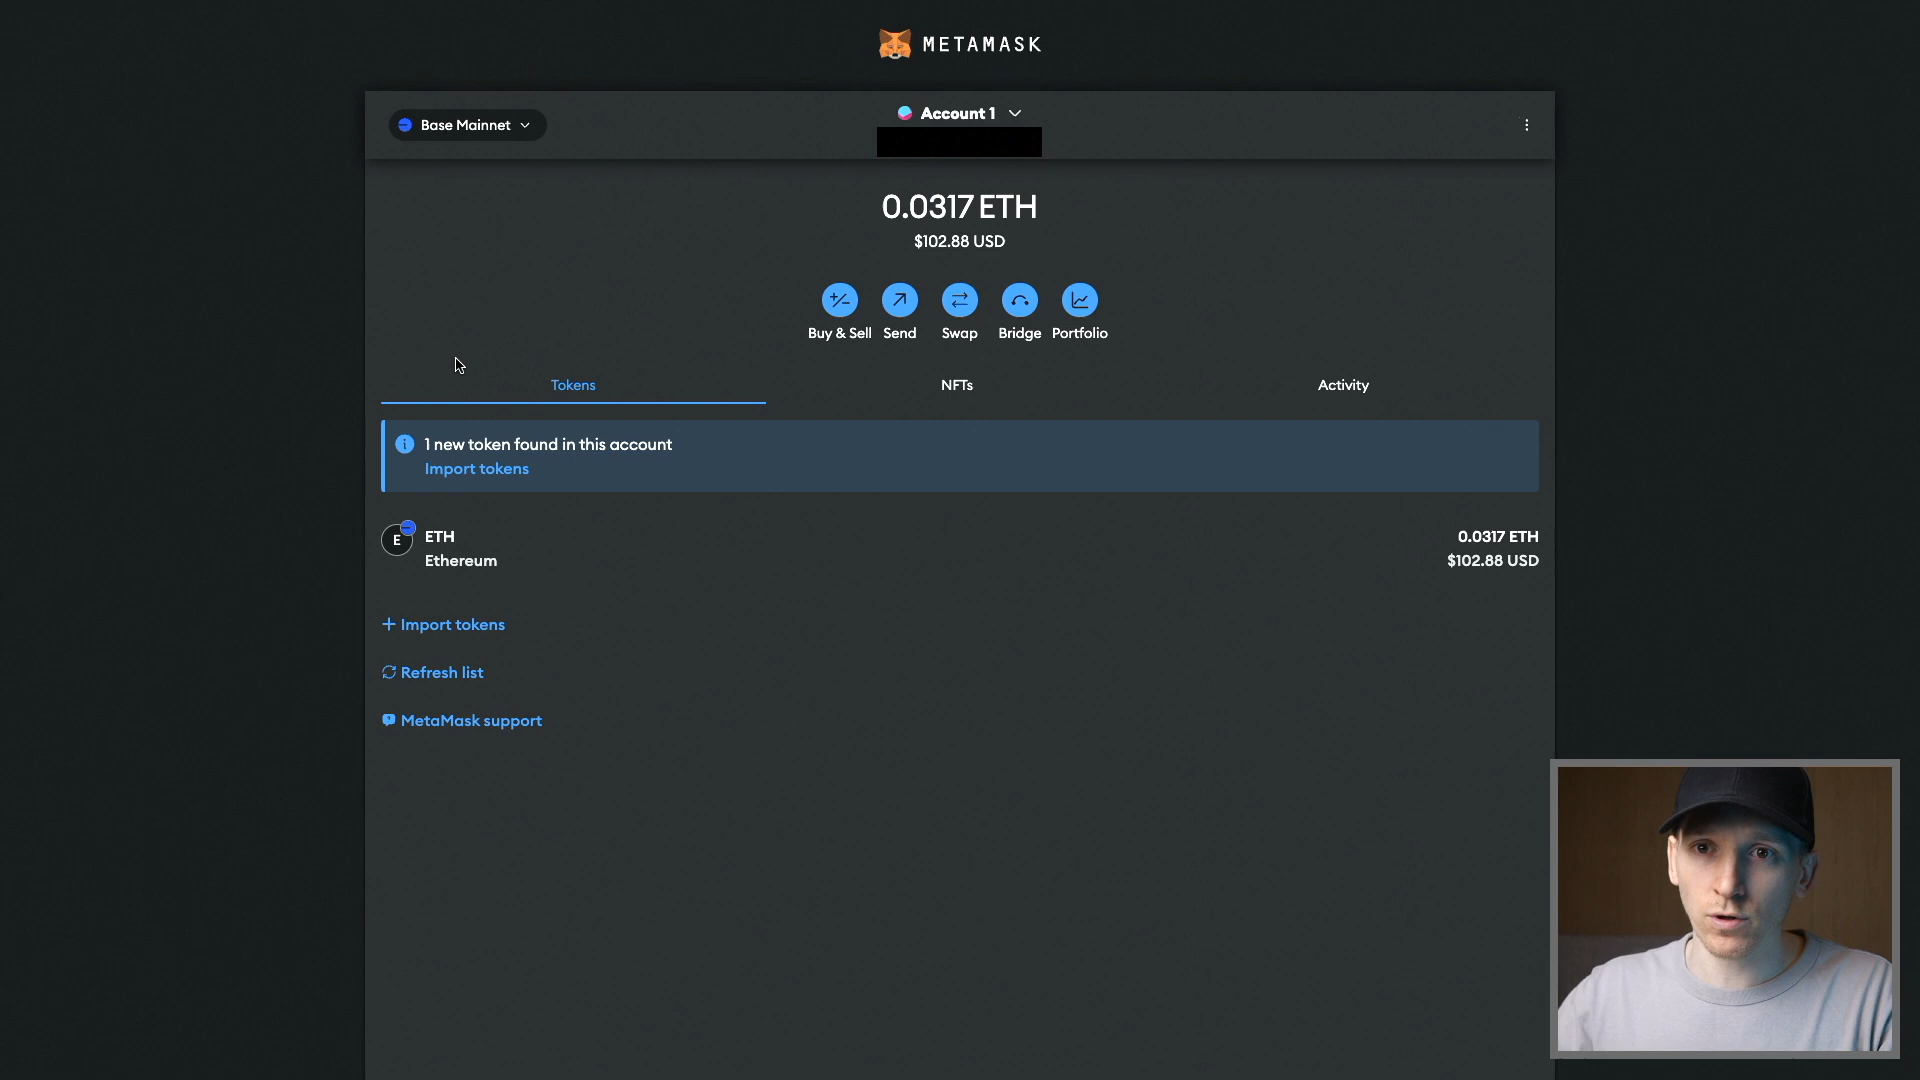 METAMASK
Base Mainnet
Account 1
0.0317 ETH
$102.88 USD
Buy & Sell
Send
Swap
Bridge
Portfolio
Tokens
NFTs
Activity
1 new token found in this account
Import tokens
E
ETH
0.0317 ETH
Ethereum
$102.88 USD
Import tokens
Refresh list
MetaMask support